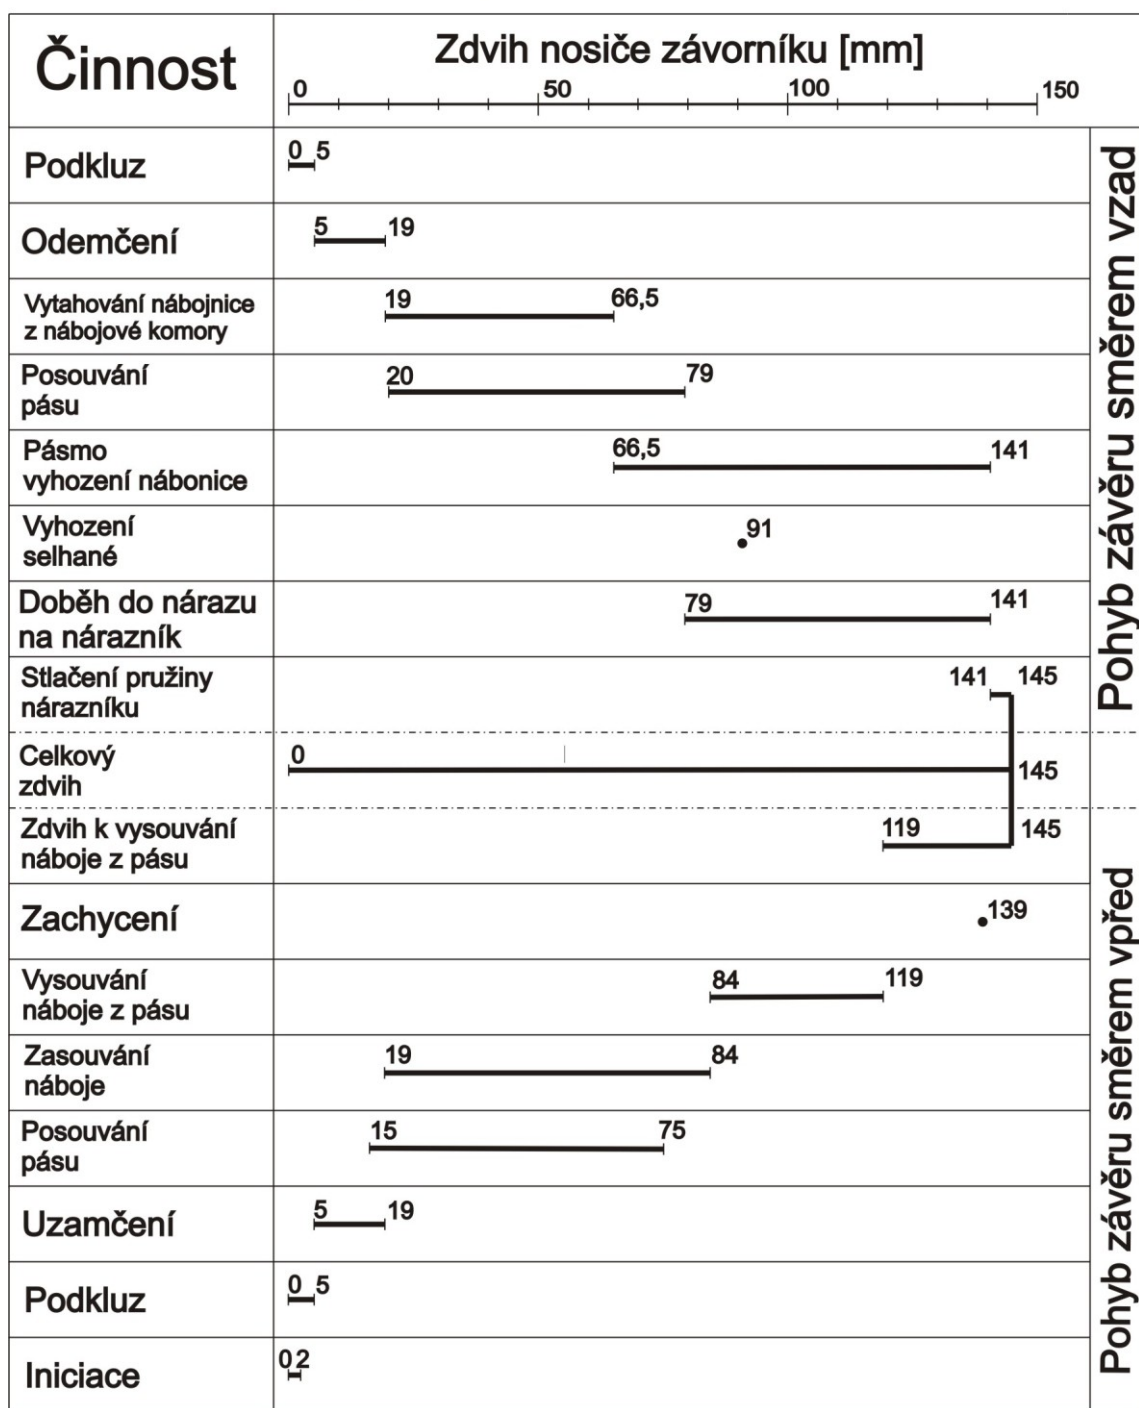 Činnost
Zdvih nosiče závorníku [mm]
0 50 100 150
Podkluz
0 5
Odemčení
5 19
Vytahování nábojnice
z nábojové komory
19 66,5
Posouvání
pásu
20 79
Pásmo
vyhození nábonice
66,5 141
Vyhození
selhané
91
Doběh do nárazu
na nárazník
79 141
Stlačení pružiny
nárazníku
141 145
Pohyb závěru směrem vzad
Celkový
zdvih
0 145
Zdvih k vysouvání
náboje z pásu
119 145
Zachycení
139
Vysouvání
náboje z pásu
84 119
Zasouvání
náboje
19 84
Posouvání
pásu
15 75
Uzamčení
5 19
Podkluz
0 5
Iniciace
0 2
Pohyb závěru směrem vpřed